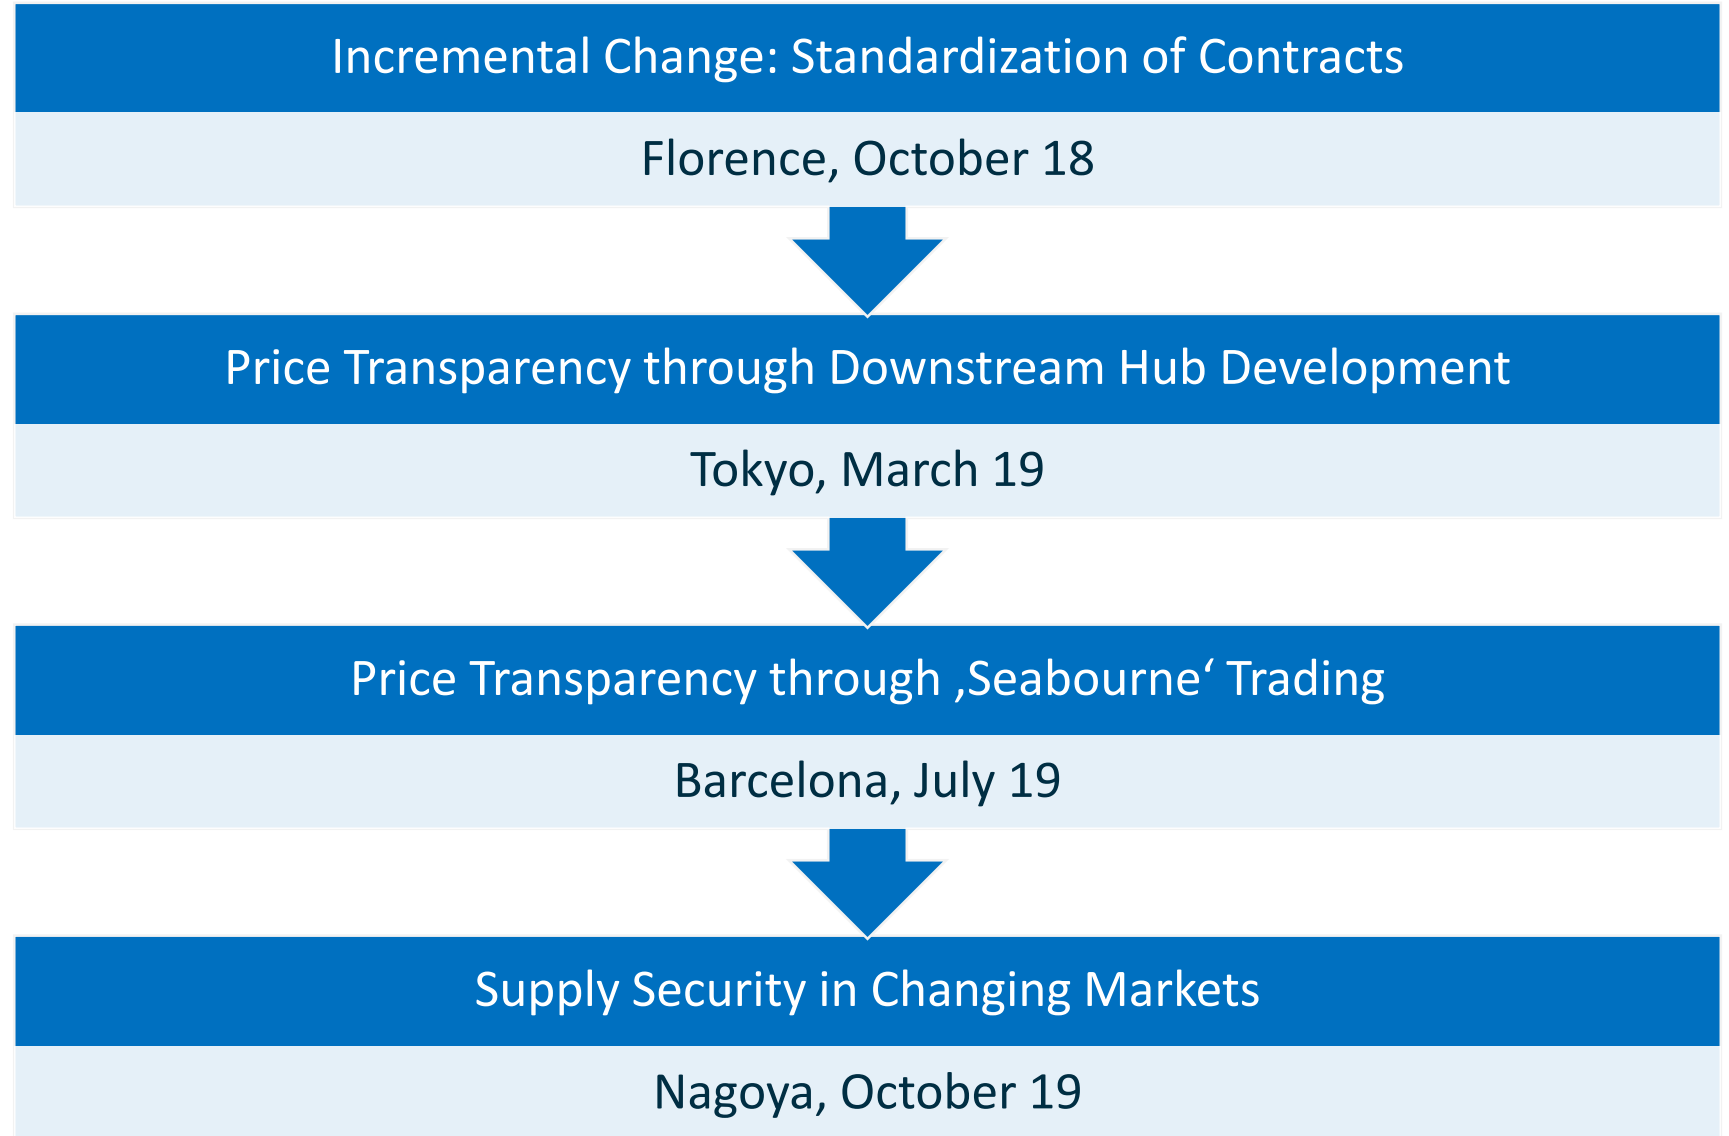 Incremental Change: Standardization of Contracts
Florence, October 18
Price Transparency through Downstream Hub Development
Tokyo, March 19
Price Transparency through ‚Seabourne‘ Trading
Barcelona, July 19
Supply Security in Changing Markets
Nagoya, October 19